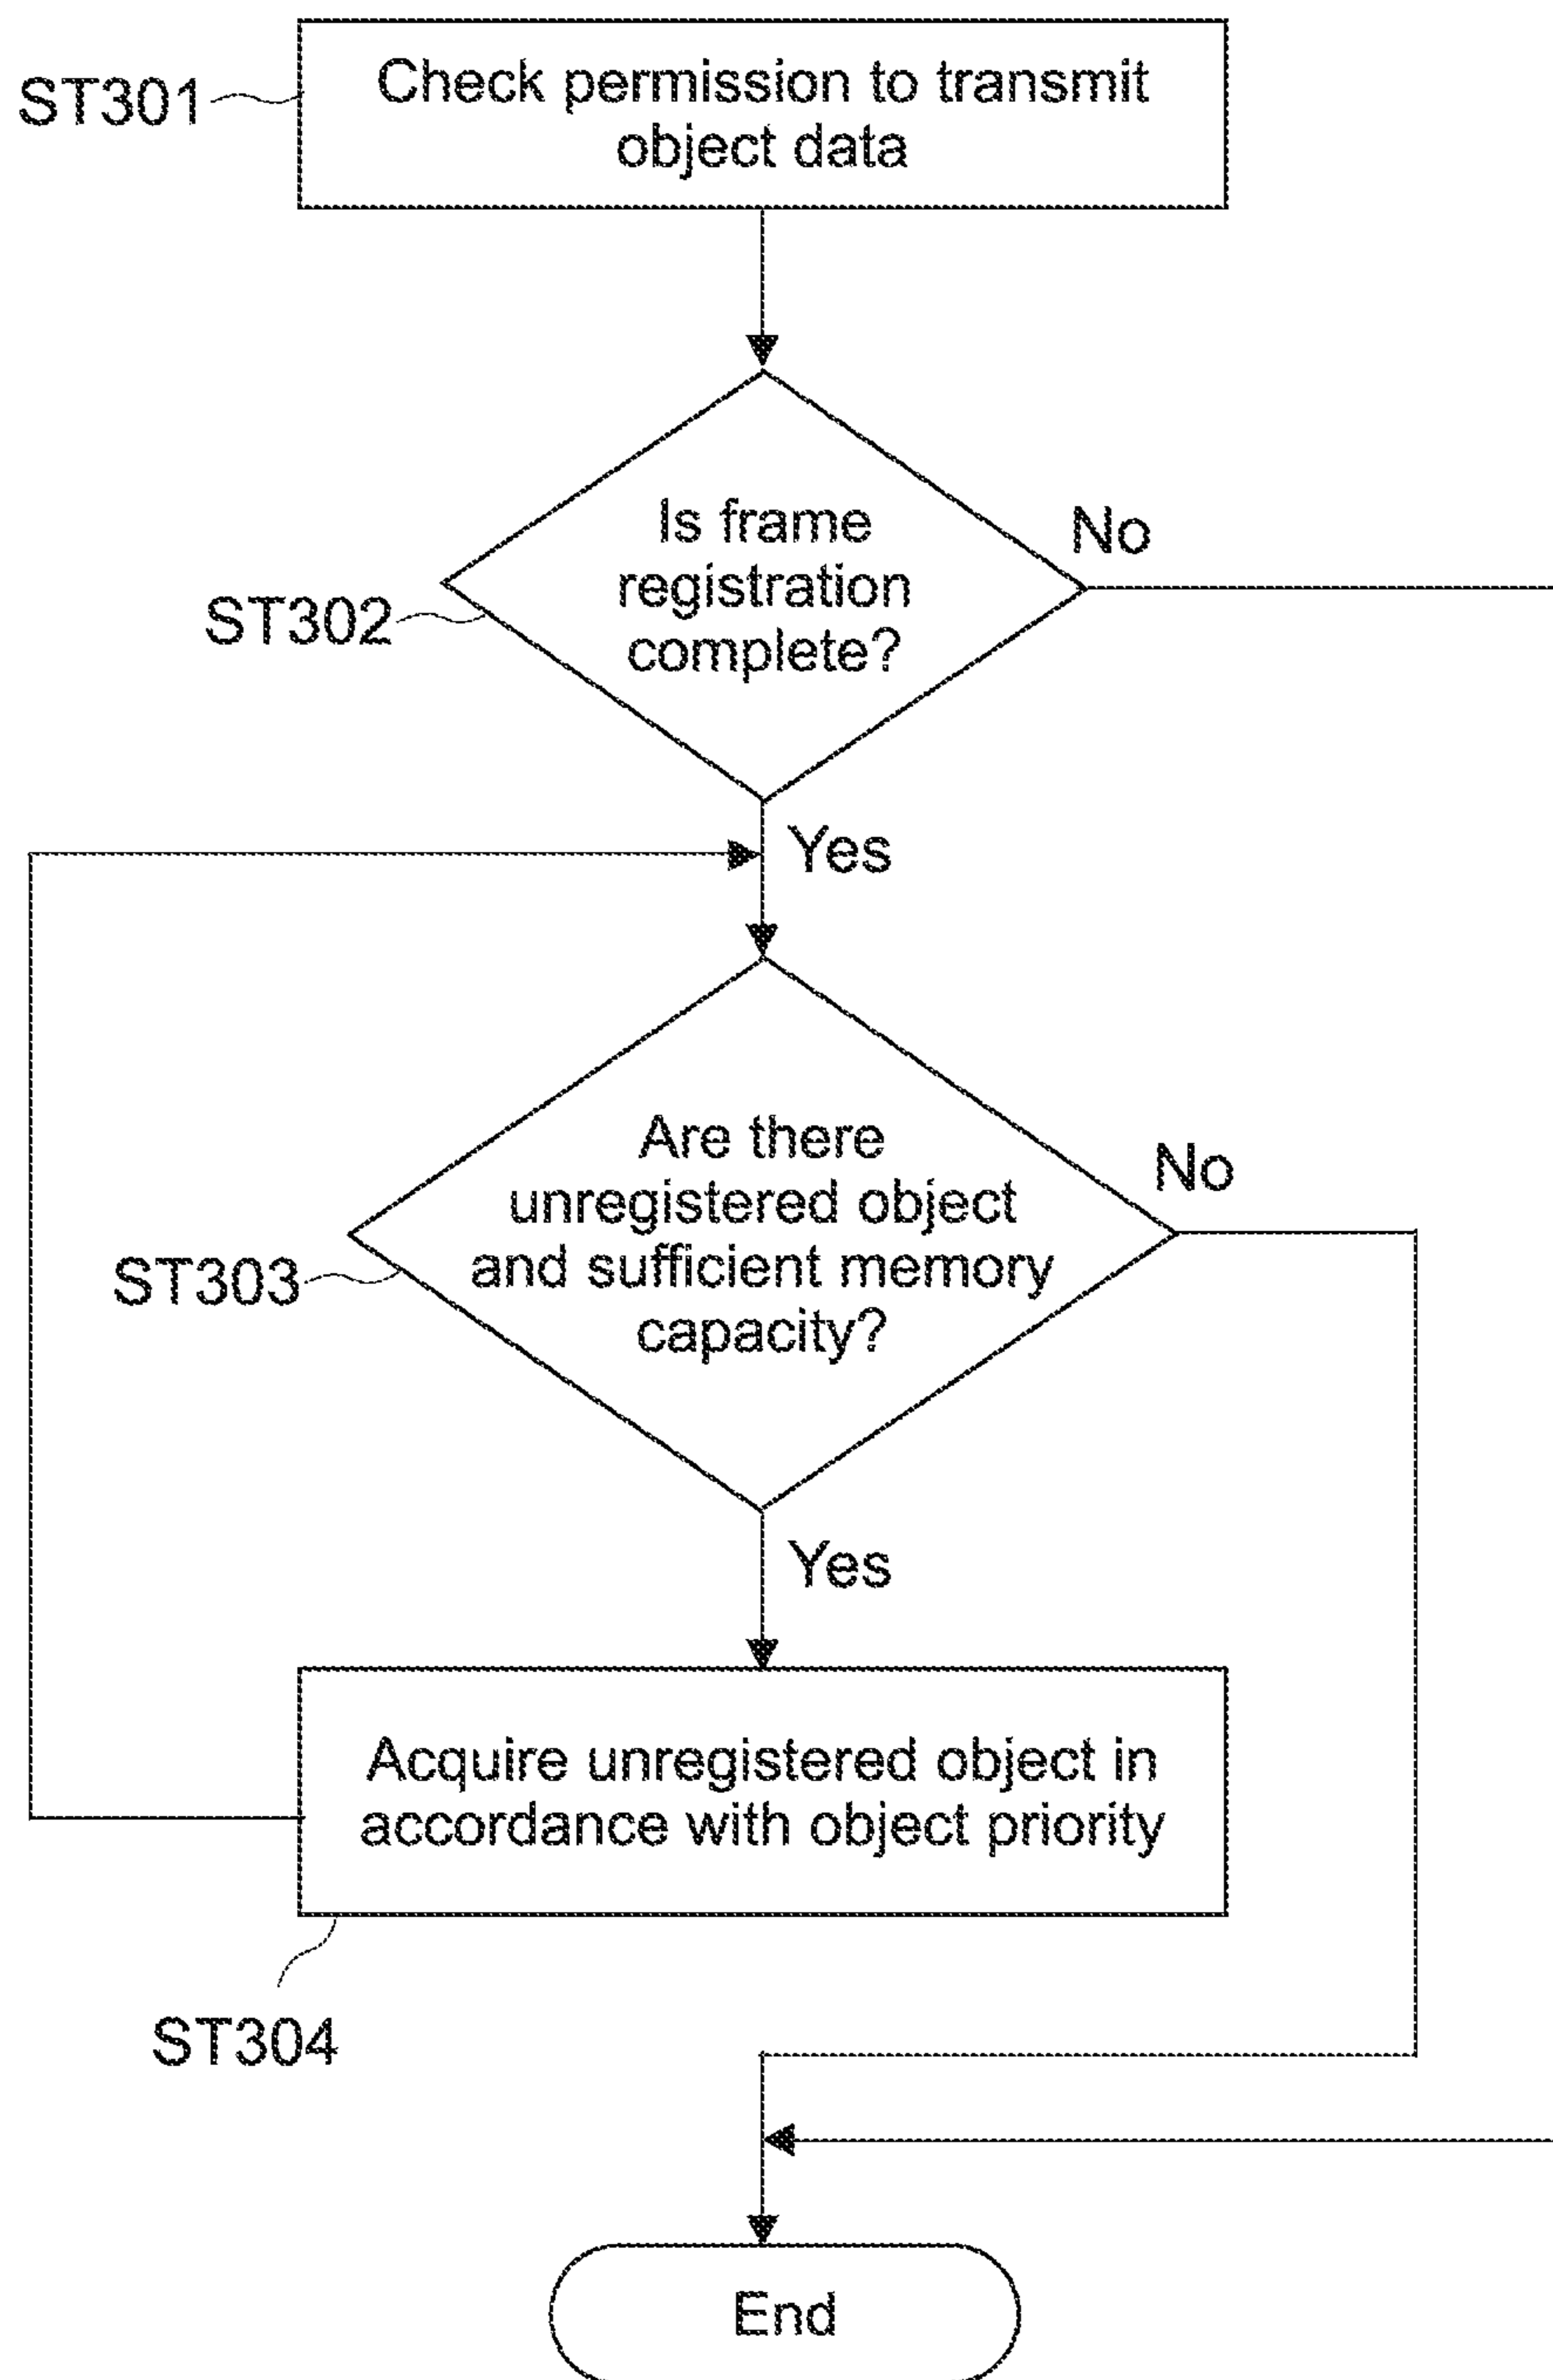 ST301
Check permission to transmit
object data
Is frame
registration
complete?
No
ST302
Yes
Are there
unregistered object
and sufficient memory
capacity?
No
ST303
Yes
Acquire unregistered object in
accordance with object priority
ST304
End